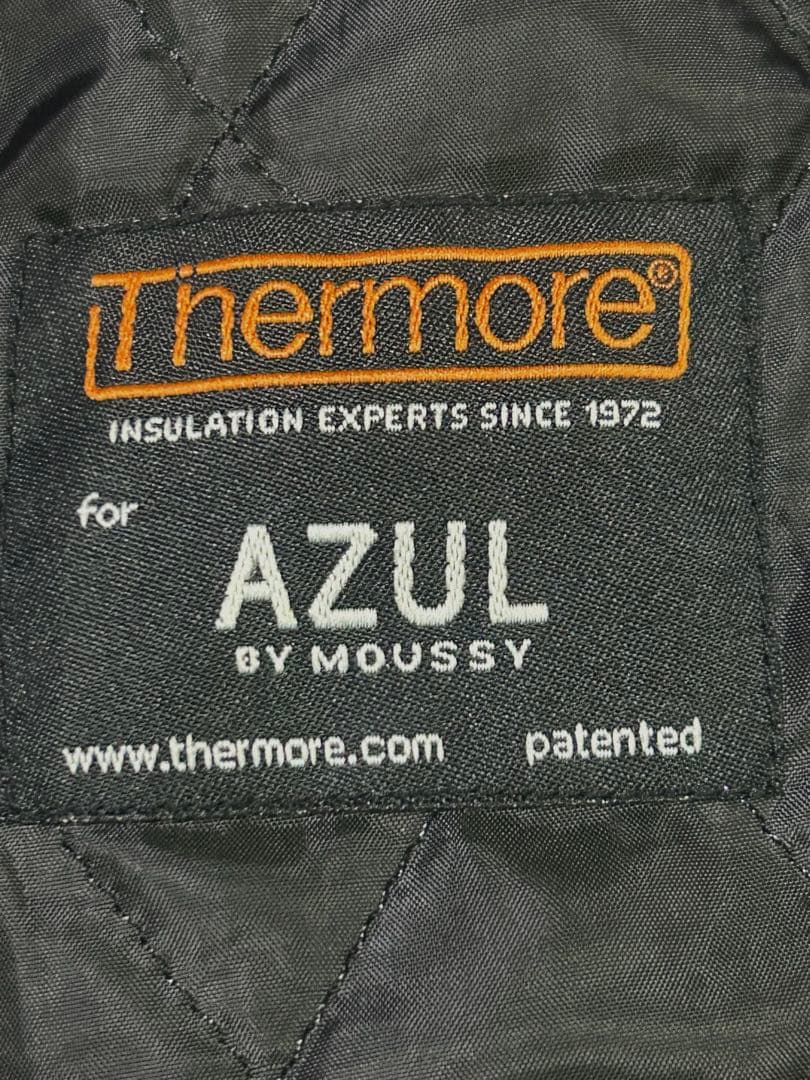 Thermore®
INSULATION EXPERTS SINCE 1972
for
AZUL
BY MOUSSY
www.thermore.com patented